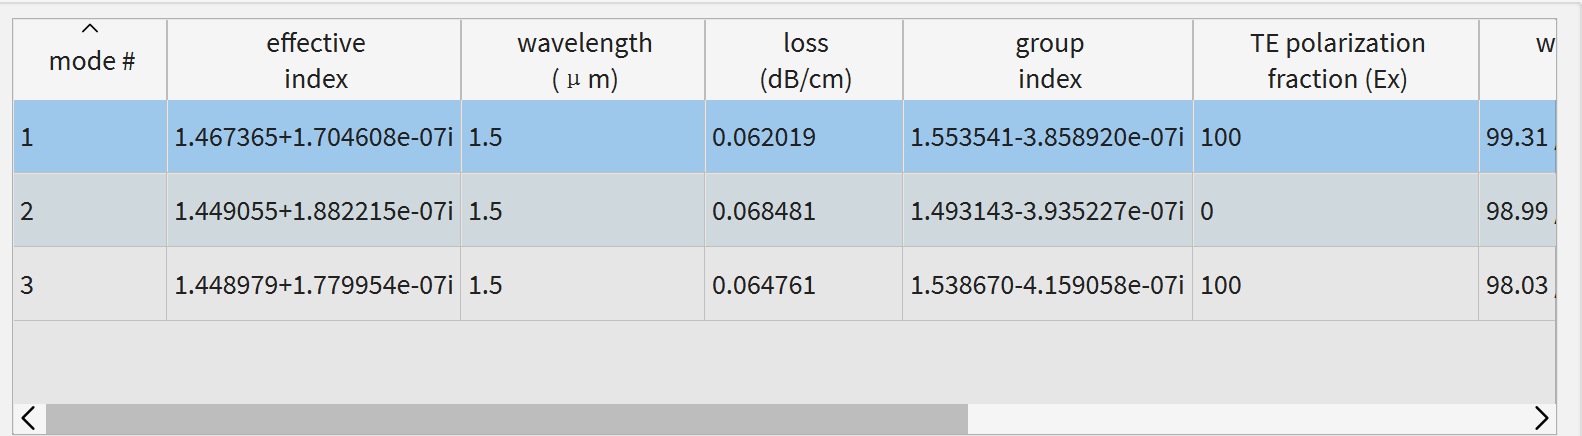 mode #
effective
index
wavelength
( μ m)
loss
(dB/cm)
group
index
TE polarization
fraction (Ex)
w
1 1.467365+1.704608e-07i 1.5 0.062019 1.553541-3.858920e-07i 100 99.31
2 1.449055+1.882215e-07i 1.5 0.068481 1.493143-3.935227e-07i 0 98.99
3 1.448979+1.779954e-07i 1.5 0.064761 1.538670-4.159058e-07i 100 98.03